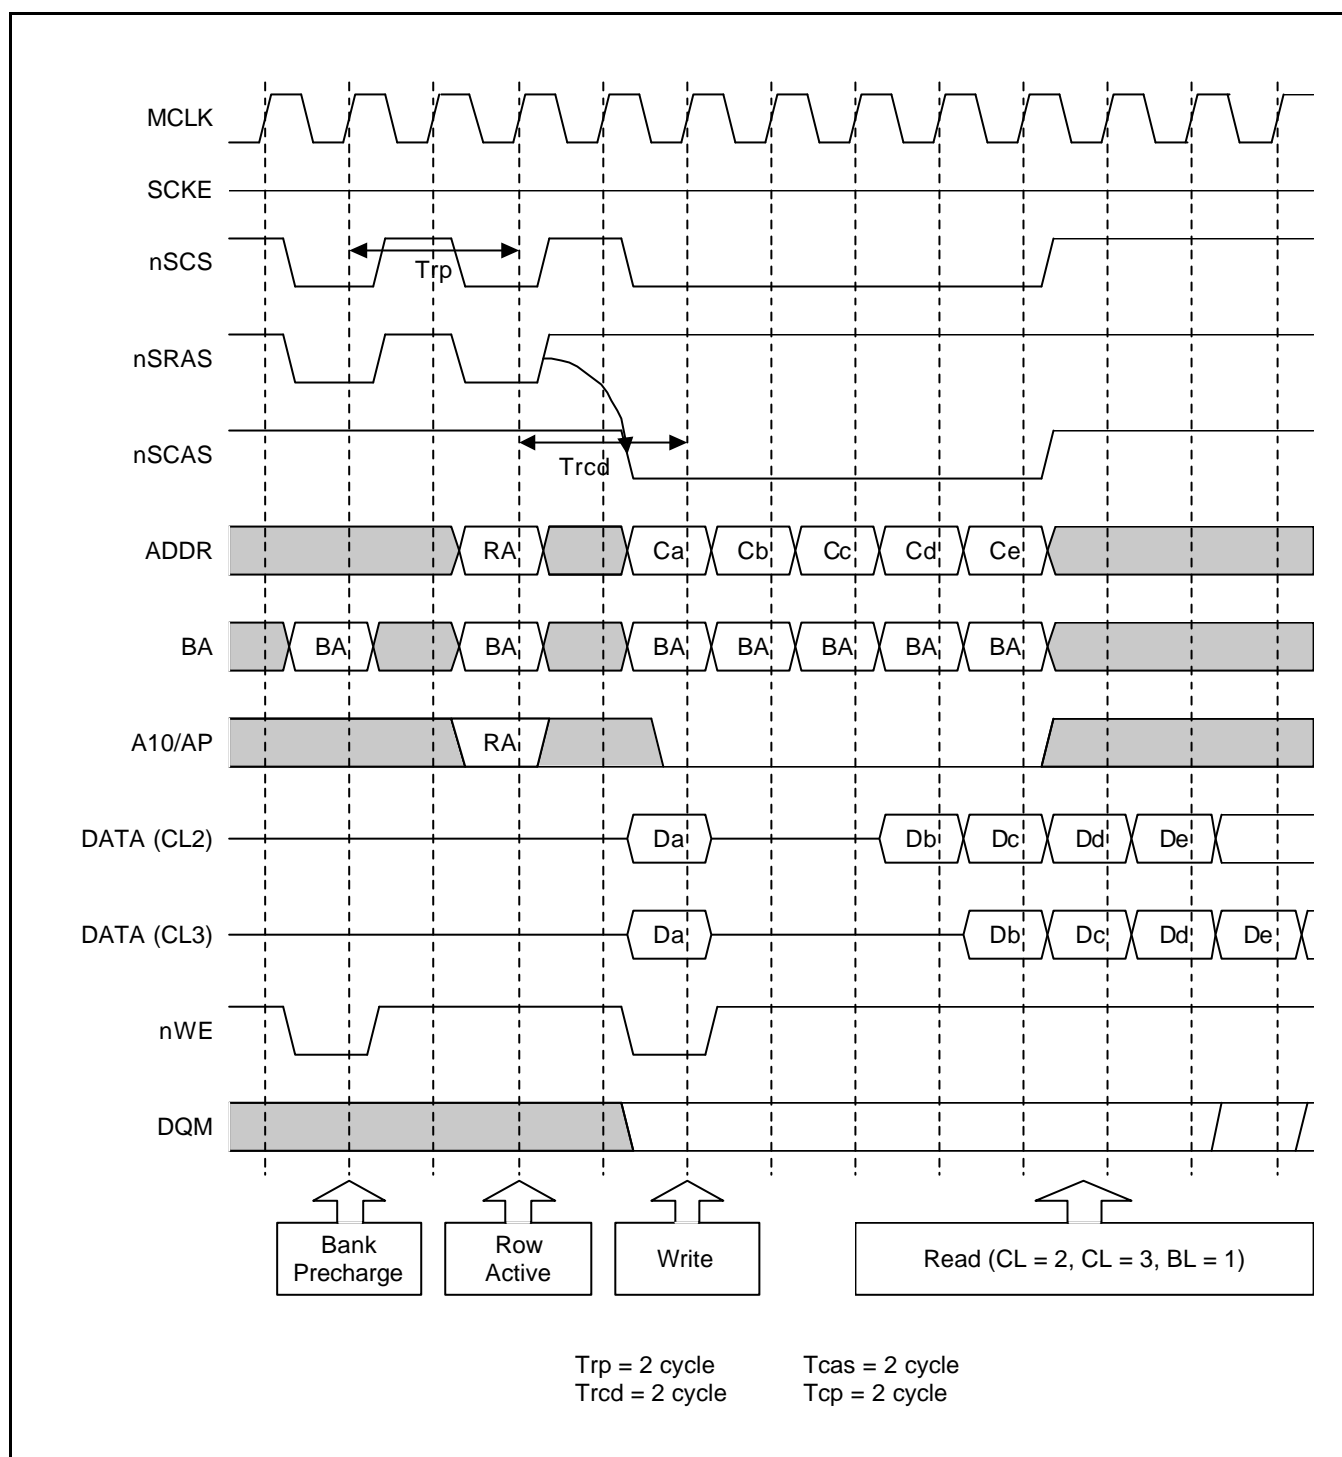 MCLK
SCKE
nSCS
Trp
nSRAS
nSCAS
Trcd
ADDR RA Ca Cb Cc Cd Ce
BA BA BA BA BA BA BA BA
A10/AP RA
DATA (CL2) Da Db Dc Dd De
DATA (CL3) Da Db Dc Dd De
nWE
DQM
Bank
Precharge
Row
Active
Write
Read (CL = 2, CL = 3, BL = 1)
Trp = 2 cycle Tcas = 2 cycle
Trcd = 2 cycle Tcp = 2 cycle